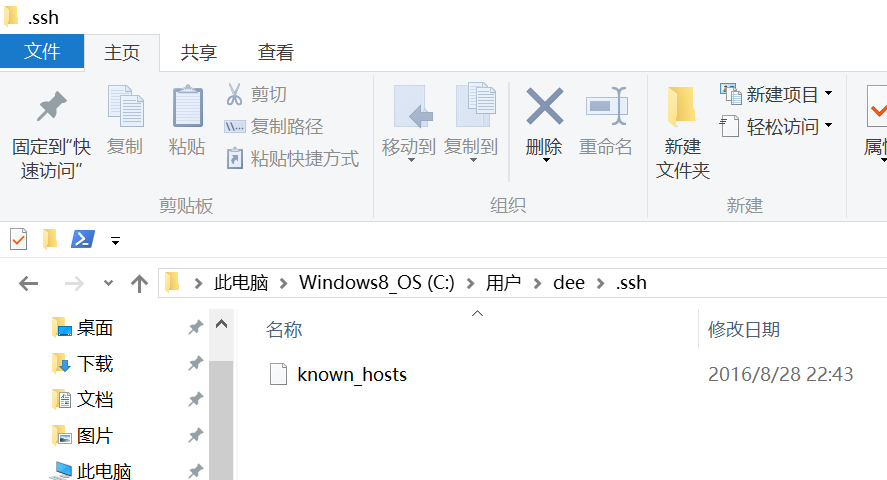 .ssh
文件 主页 共享 查看
固定到"快
速访问"
复制
粘贴
剪切
复制路径
粘贴快捷方式
剪贴板
移动到 复制到
删除 重命名
组织
新建
文件夹
新建项目
轻松访问
新建
此电脑 Windows8_OS (C:) 用户 dee .ssh
桌面
下载
文档
图片
此电脑
名称 修改日期
known_hosts 2016/8/28 22:43